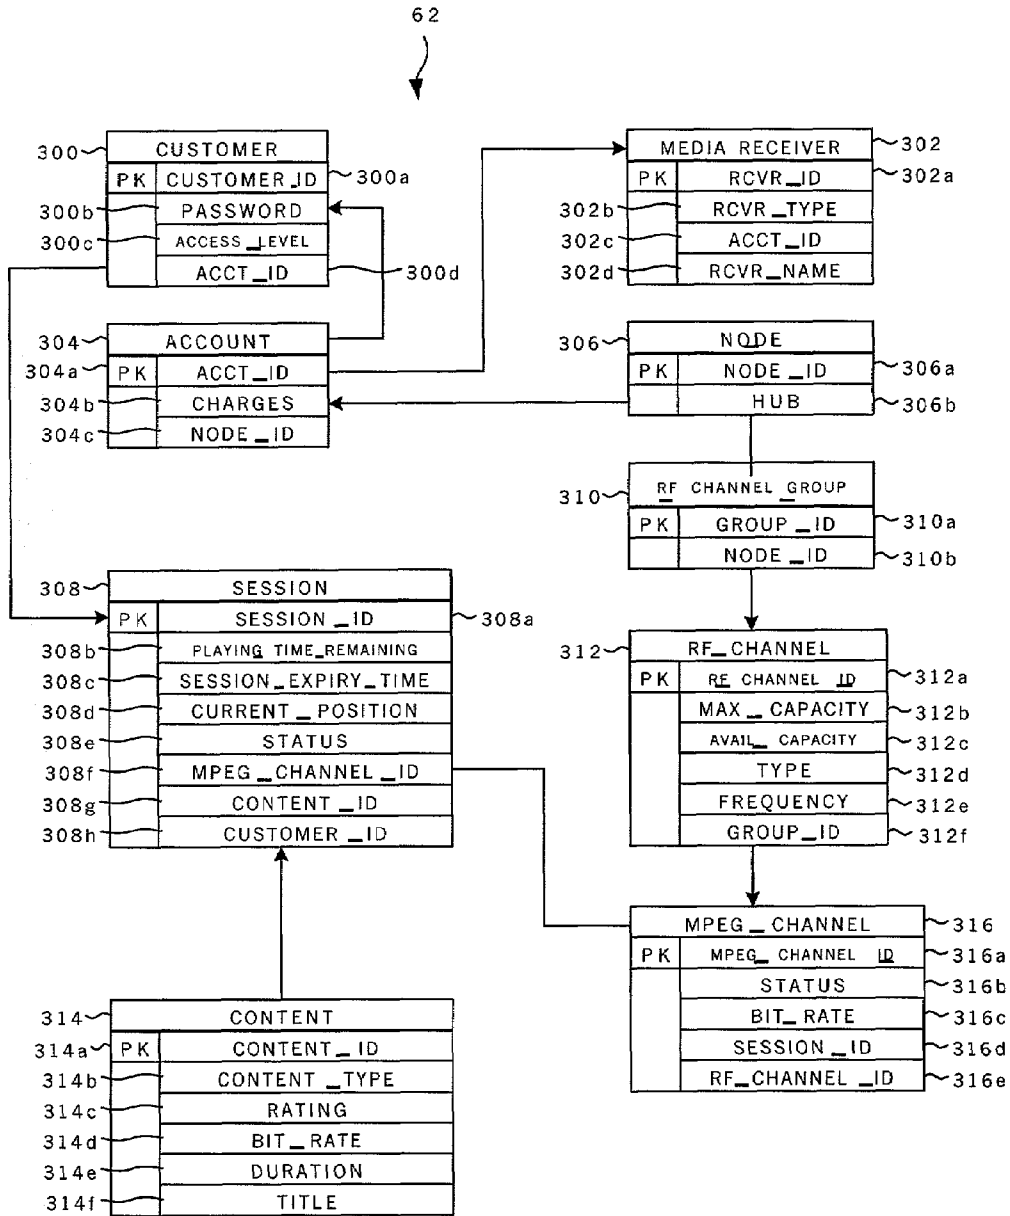 62
300 CUSTOMER
PK CUSTOMER_ID 300a
300b PASSWORD
300c ACCESS_LEVEL
ACCT_ID 300d
MEDIA RECEIVER 302
PK RCVR_ID 302a
302b RCVR_TYPE
302c ACCT_ID
302d RCVR_NAME
304 ACCOUNT
304a PK ACCT_ID
304b CHARGES
304c NODE_ID
306 NODE
PK NODE_ID 306a
HUB 306b
310 RF CHANNEL_GROUP
PK GROUP_ID 310a
NODE_ID 310b
308 SESSION
PK SESSION_ID 308a
308b PLAYING TIME_REMAINING
308c SESSION_EXPIRY_TIME
308d CURRENT_POSITION
308e STATUS
308f MPEG_CHANNEL_ID
308g CONTENT_ID
308h CUSTOMER_ID
312 RF_CHANNEL
PK RF CHANNEL ID 312a
MAX_CAPACITY 312b
AVAIL_CAPACITY 312c
TYPE 312d
FREQUENCY 312e
GROUP_ID 312f
MPEG_CHANNEL 316
PK MPEG_CHANNEL ID 316a
STATUS 316b
BIT_RATE 316c
SESSION_ID 316d
RF_CHANNEL_ID 316e
314 CONTENT
314a PK CONTENT_ID
314b CONTENT_TYPE
314c RATING
314d BIT_RATE
314e DURATION
314f TITLE